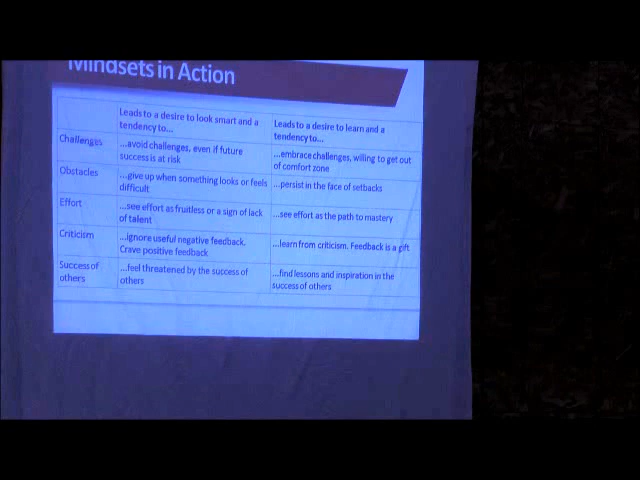 Mindsets in Action
Leads to a desire to look smart and a
tendency to...
Leads to a desire to learn and a
tendency to...
Challenges
...avoid challenges, even if future
success is at risk
...embrace challenges, willing to get out
of comfort zone
Obstacles
...give up when something looks or feels
difficult
...persist in the face of setbacks
Effort
...see effort as fruitless or a sign of lack
of talent
...see effort as the path to mastery
Criticism
...ignore useful negative feedback.
Crave positive feedback
...learn from criticism. Feedback is a gift
Success of
others
...feel threatened by the success of
others
...find lessons and inspiration in the
success of others